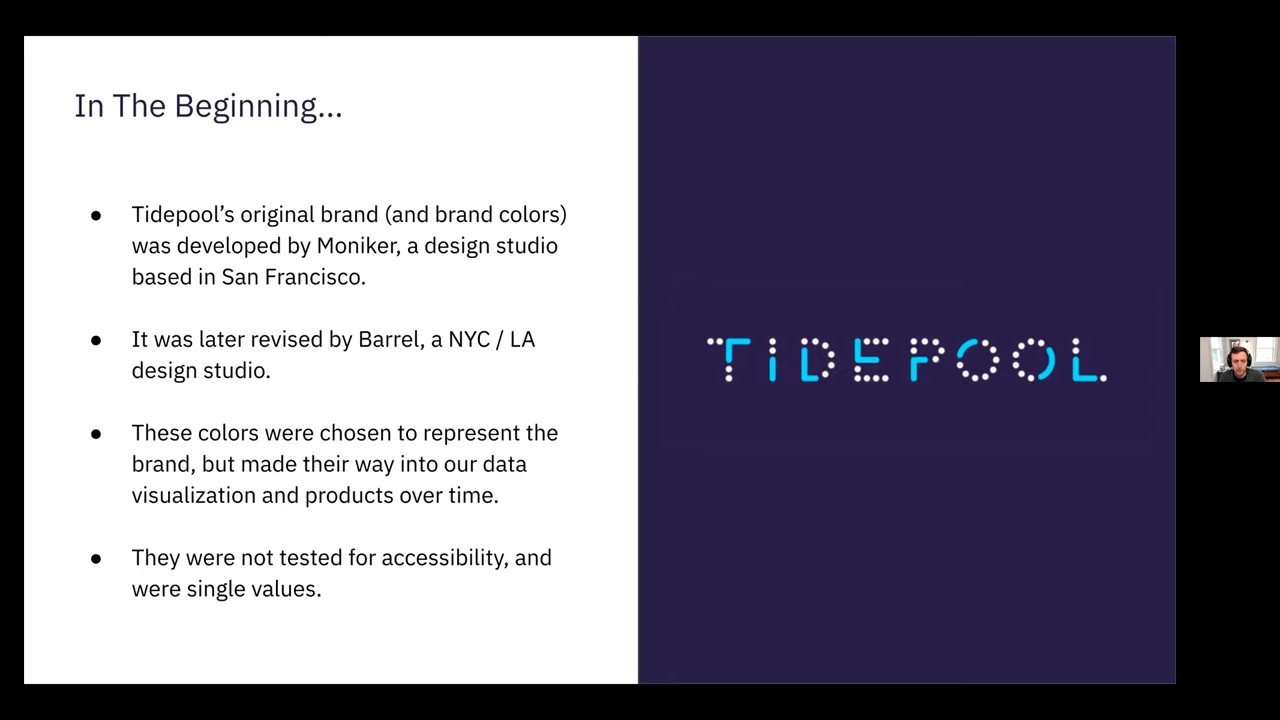 In The Beginning...
● Tidepool’s original brand (and brand colors)
was developed by Moniker, a design studio
based in San Francisco.
● It was later revised by Barrel, a NYC / LA
design studio.
● These colors were chosen to represent the
brand, but made their way into our data
visualization and products over time.
● They were not tested for accessibility, and
were single values.
TIDEPOOL